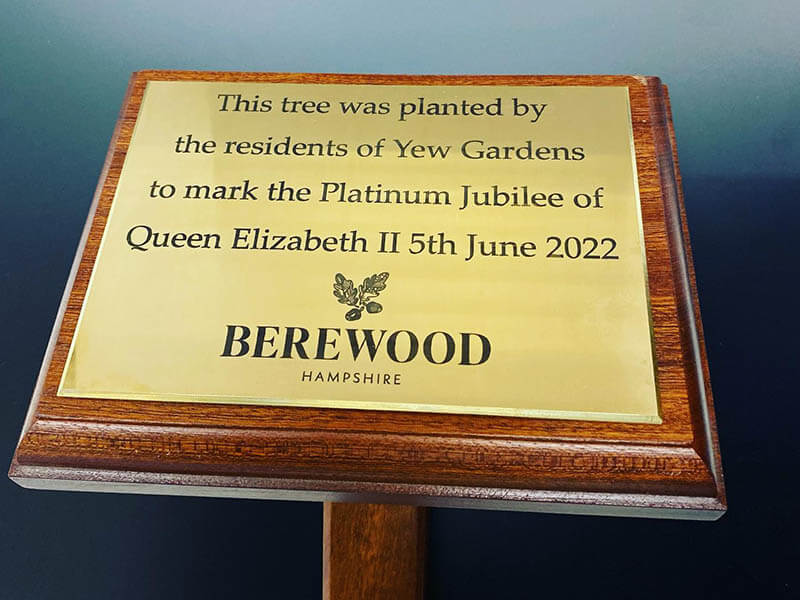 This tree was planted by
the residents of Yew Gardens
to mark the Platinum Jubilee of
Queen Elizabeth II 5th June 2022
BEREWOOD
HAMPSHIRE